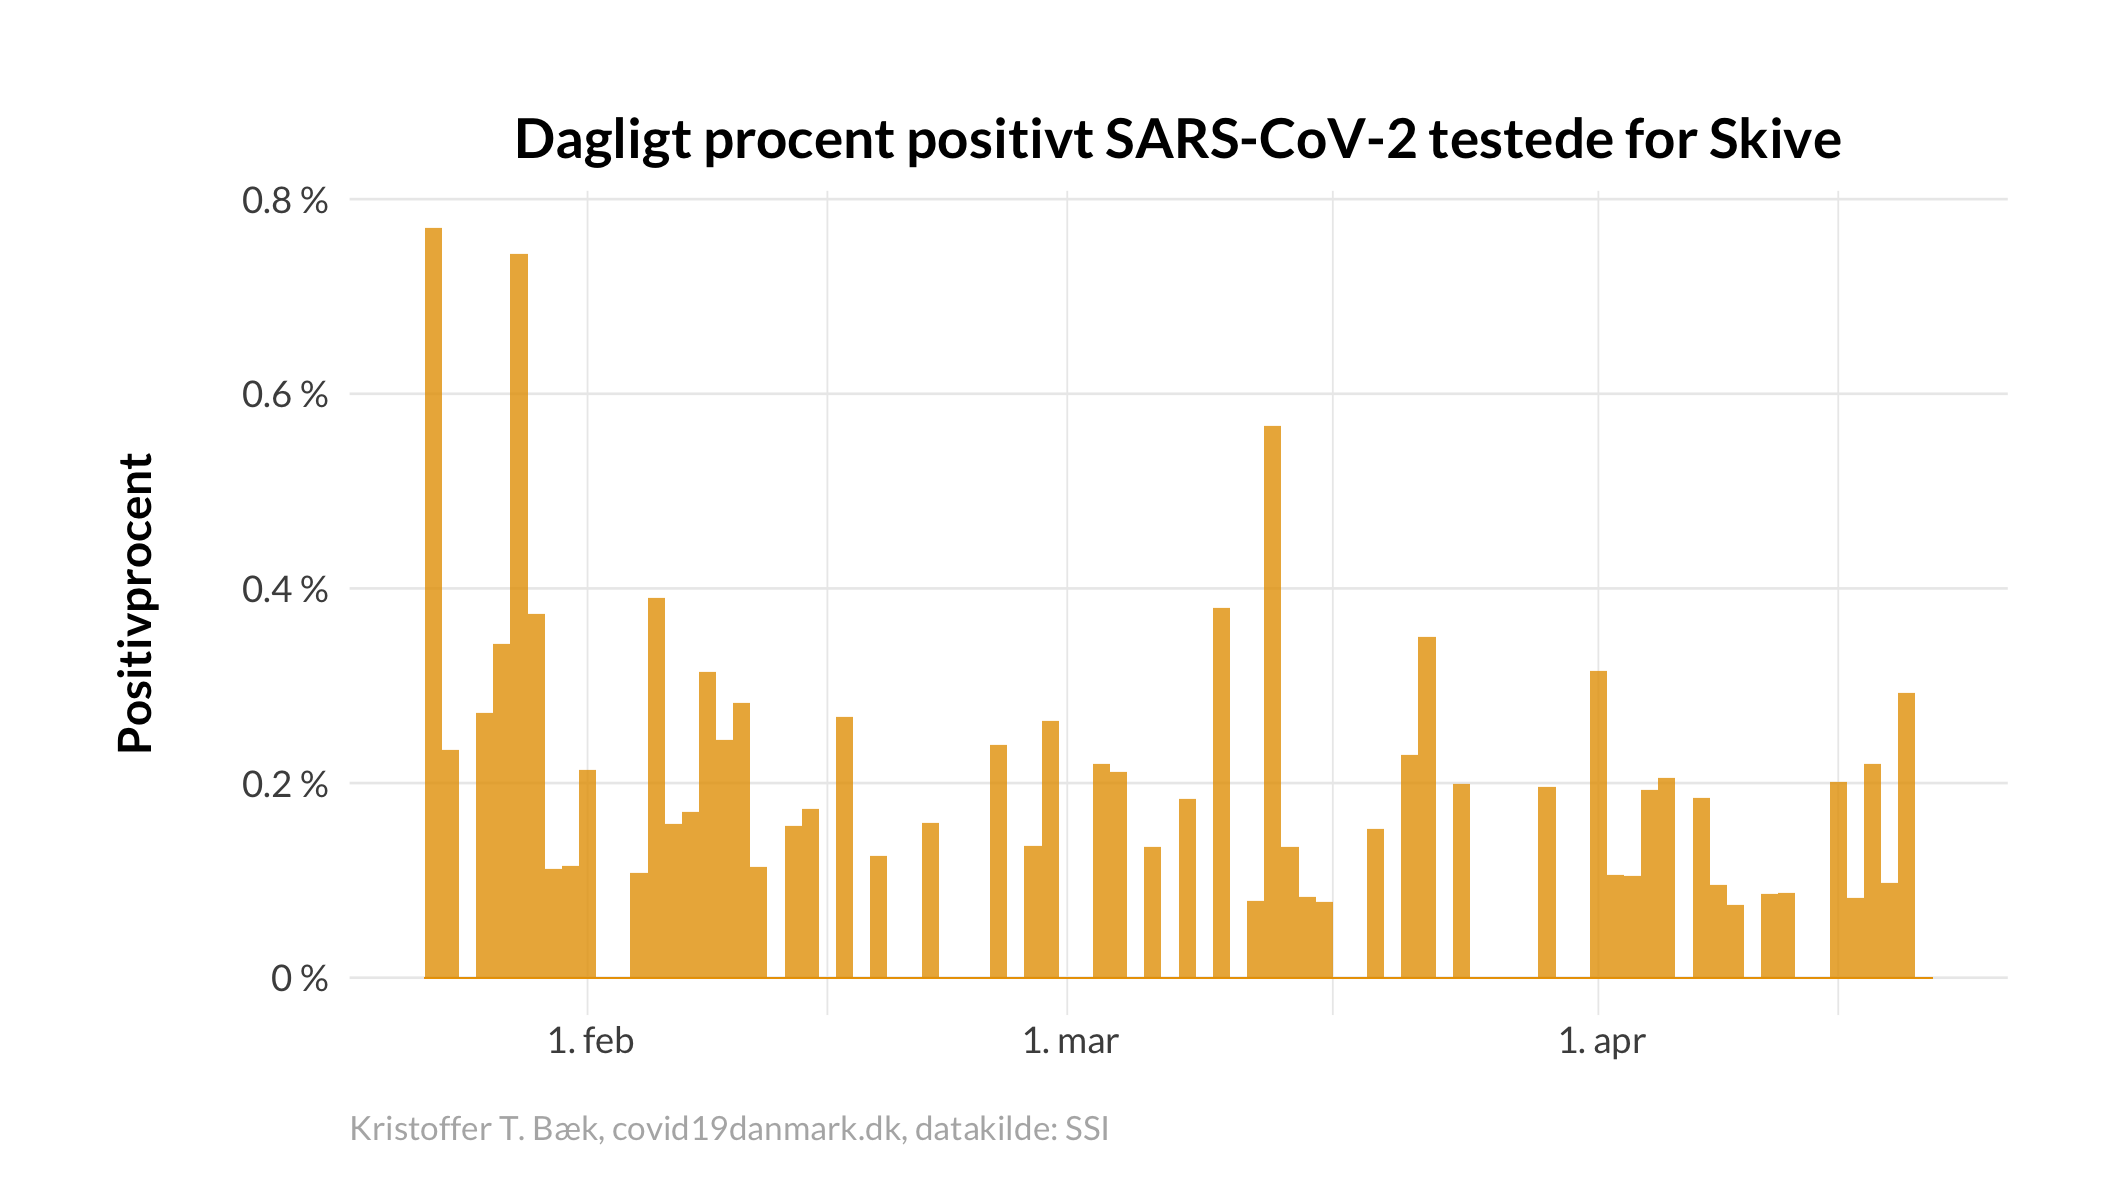 Dagligt procent positivt SARS-CoV-2 testede for Skive
Positivprocent
0.8 %
0.6 %
0.4 %
0.2 %
0 %
1. feb
1. mar
1. apr
Kristoffer T. Bæk, covid19danmark.dk, datakilde: SSI